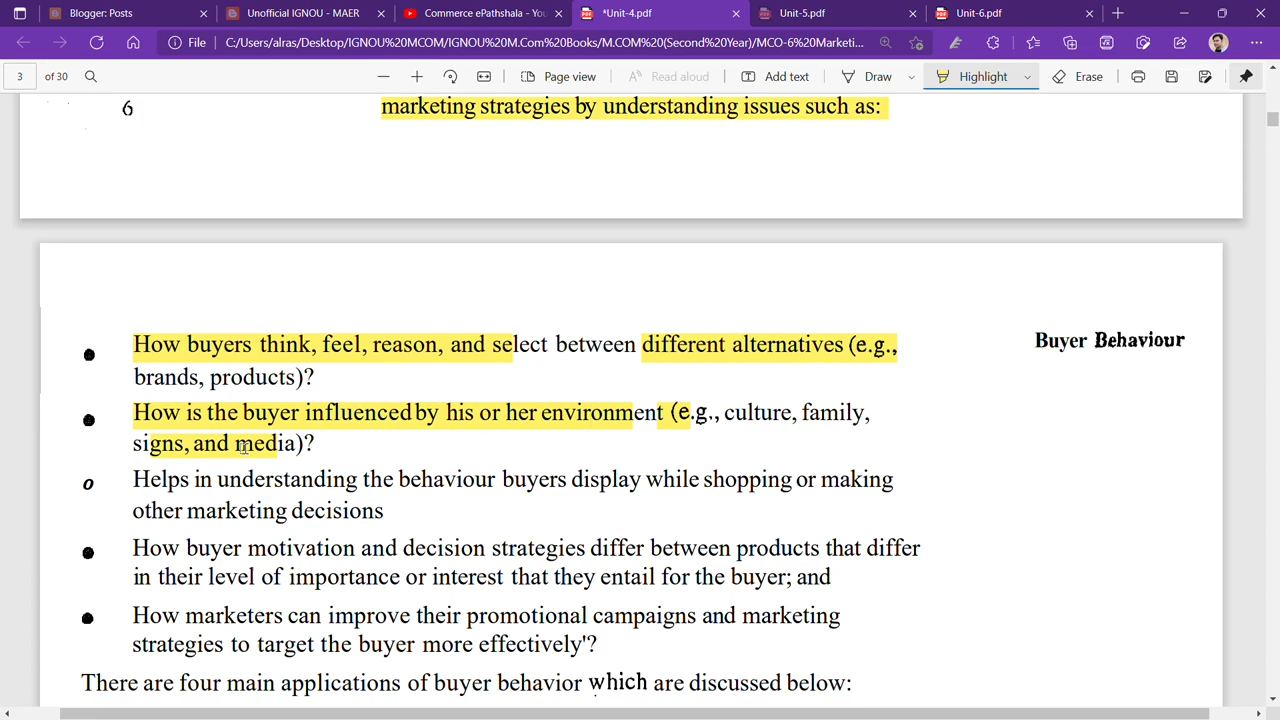 Blogger: Posts
Unofficial IGNOU - MAER
Commerce ePathshala - You
*Unit-4.pdf
Unit-5.pdf
Unit-6.pdf
File
C:/Users/alras/Desktop/IGNOU%20MCOM/IGNOU%20M.Com%20Books/M.COM%20(Second%20Year)/MCO-6%20Marketi...
3 of 30
Page view
Read aloud
Add text
Draw
Highlight
Erase
6
marketing strategies by understanding issues such as:
Buyer Behaviour
● How buyers think, feel, reason, and select between different alternatives (e.g.,
brands, products)?
● How is the buyer influenced by his or her environment (e.g., culture, family,
signs, and media)?
o Helps in understanding the behaviour buyers display while shopping or making
other marketing decisions
● How buyer motivation and decision strategies differ between products that differ
in their level of importance or interest that they entail for the buyer; and
● How marketers can improve their promotional campaigns and marketing
strategies to target the buyer more effectively'?
There are four main applications of buyer behavior which are discussed below: